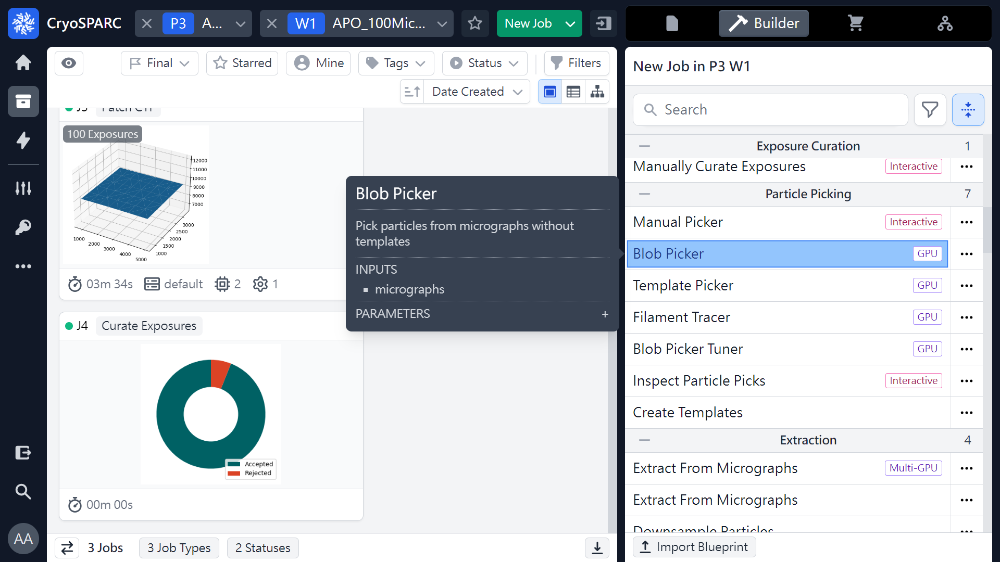 CryoSPARC
P3
A...
W1
APO_100Mic...
New Job
Builder
Final
Starred
Mine
Tags
Status
Filters
Date Created
J3
Patch CTF
100 Exposures
12000
11000
10000
9000
8000
7000
3000
2500
2000
1500
1000
1000
2000
3000
4000
5000
03m 34s
default
2
1
J4
Curate Exposures
Accepted
Rejected
00m 00s
3 Jobs
3 Job Types
2 Statuses
AA
Blob Picker
Pick particles from micrographs without
templates
INPUTS
micrographs
PARAMETERS
+
New Job in P3 W1
Search
Exposure Curation
1
Manually Curate Exposures
Interactive
Particle Picking
7
Manual Picker
Interactive
Blob Picker
GPU
Template Picker
GPU
Filament Tracer
GPU
Blob Picker Tuner
GPU
Inspect Particle Picks
Interactive
Create Templates
Extraction
4
Extract From Micrographs
Multi-GPU
Extract From Micrographs
Downsample Particles
Import Blueprint